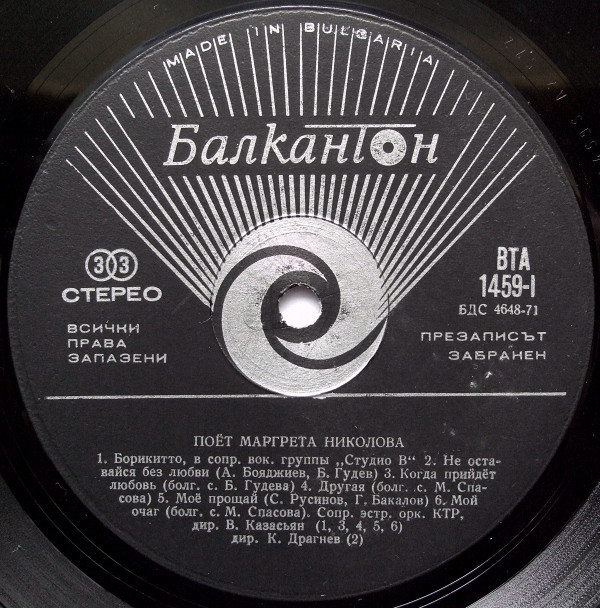 MADE IN BULGARIA
Балкантон
33
СТЕРЕО
ВСИЧКИ
ПРАВА
ЗАПАЗЕНИ
ВТА
1459-I
БДС 4648-71
ПРЕЗАПИСЪТ
ЗАБРАНЕН
ПОЁТ МАРГРЕТА НИКОЛОВА
1. Борикитто, в сопр. вок. группы „Студио В“ 2. Не оста-
вайся без любви (А. Бояджиев, Б. Гудев) 3. Когда прийдёт
любовь (болг. с. Б. Гудева) 4. Другая (болг. с. М. Спа-
сова) 5. Моё прощай (С. Русинов, Г. Бакалов) 6. Мой
очаг (болг. с. М. Спасова). Сопр. эстр. орк. КТР,
дир. В. Казасьян (1, 3, 4, 5, 6)
дир. К. Драгнев (2)